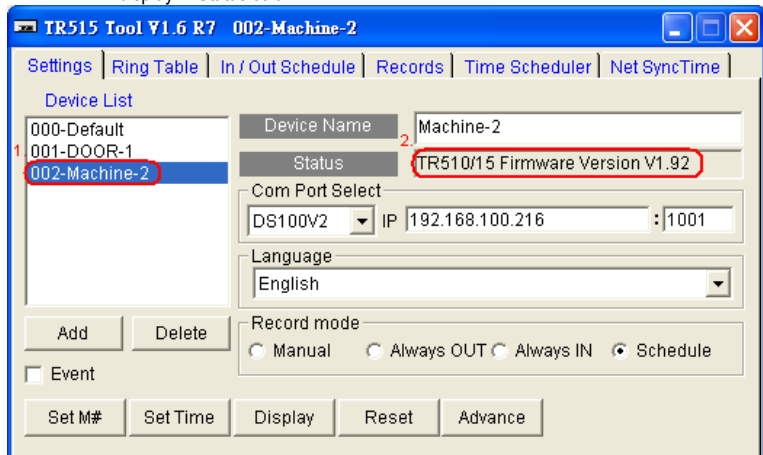 TR515 Tool V1.6 R7 002-Machine-2
Settings Ring Table In / Out Schedule Records Time Scheduler Net SyncTime
Device List
000-Default
1. 001-DOOR-1
002-Machine-2
Device Name 2. Machine-2
Status TR510/15 Firmware Version V1.92
Com Port Select
DS100V2 IP 192.168.100.216 : 1001
Language
English
Add Delete
Record mode
Manual Always OUT Always IN Schedule
Event
Set M# Set Time Display Reset Advance